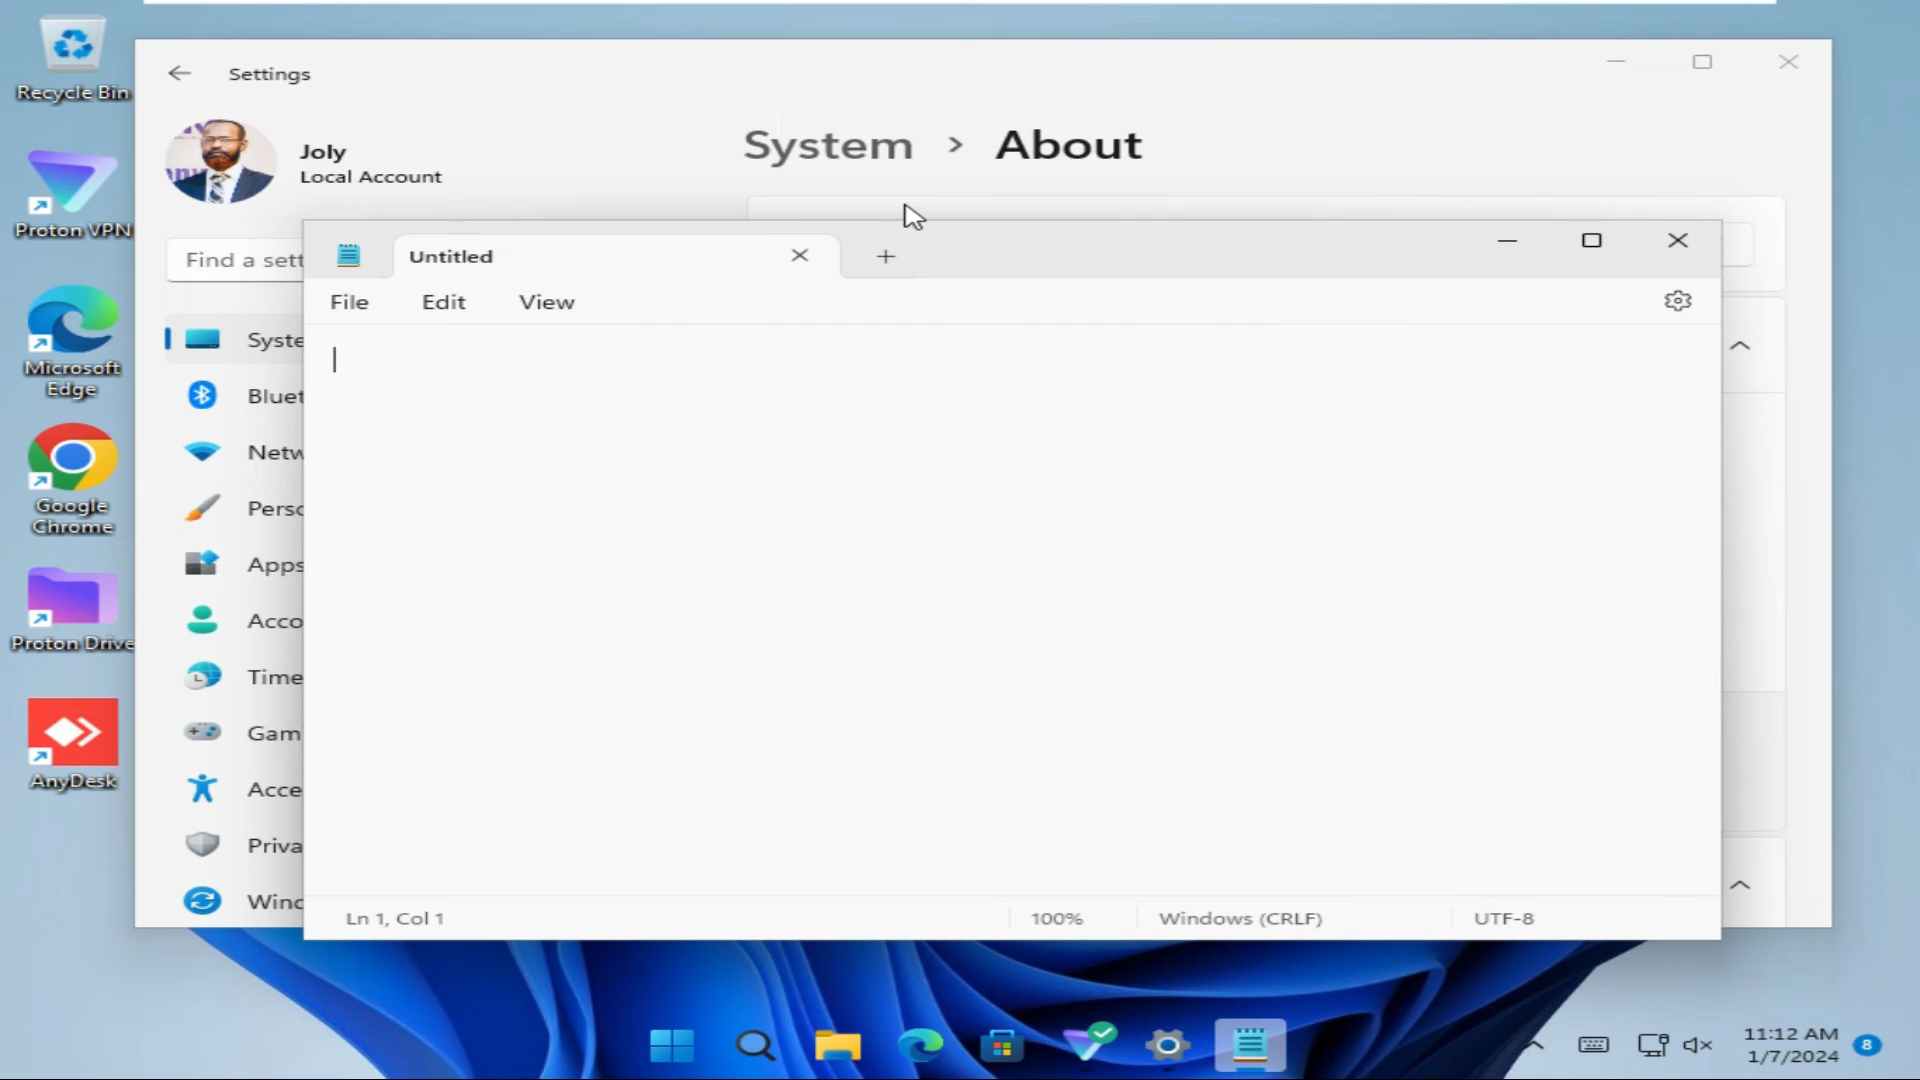 Recycle Bin
Proton VPN
Microsoft
Edge
Google
Chrome
Proton Drive
AnyDesk
Settings
Joly
Local Account
System > About
Find a sett
Syste
Bluet
Netw
Perso
Apps
Acco
Time
Gam
Acce
Priva
Winc
Untitled
File Edit View
Ln 1, Col 1 100% Windows (CRLF) UTF-8
11:12 AM
1/7/2024
8